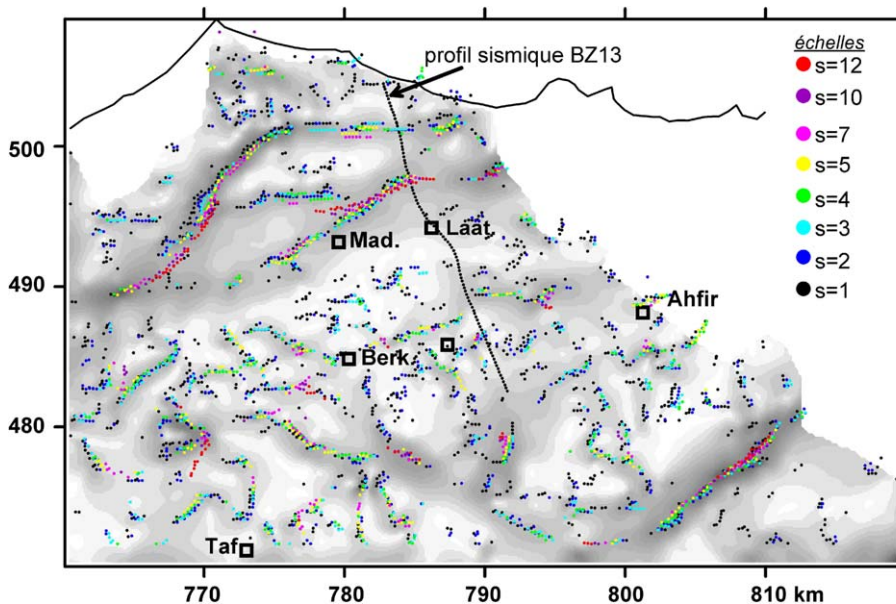 profil sismique BZ13
échelles
s=12
s=10
s=7
s=5
s=4
s=3
s=2
s=1
500
490
480
Mad.
Laat.
Ahfir
Berk.
Taf
770
780
790
800
810 km